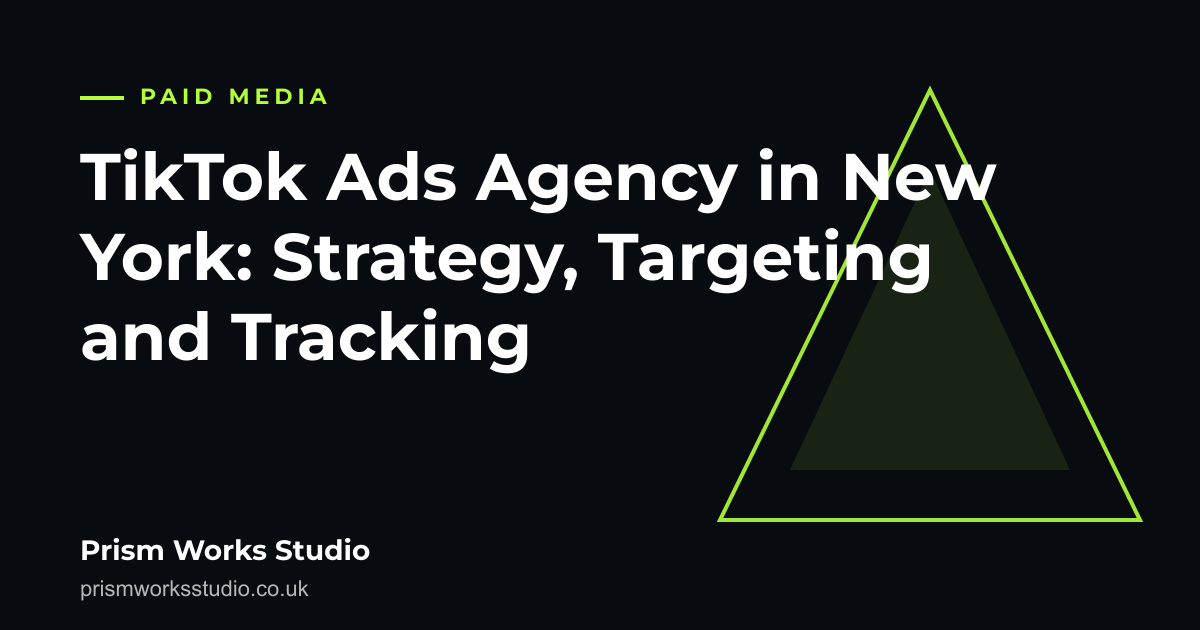 PAID MEDIA
TikTok Ads Agency in New
York: Strategy, Targeting
and Tracking
Prism Works Studio
prismworksstudio.co.uk